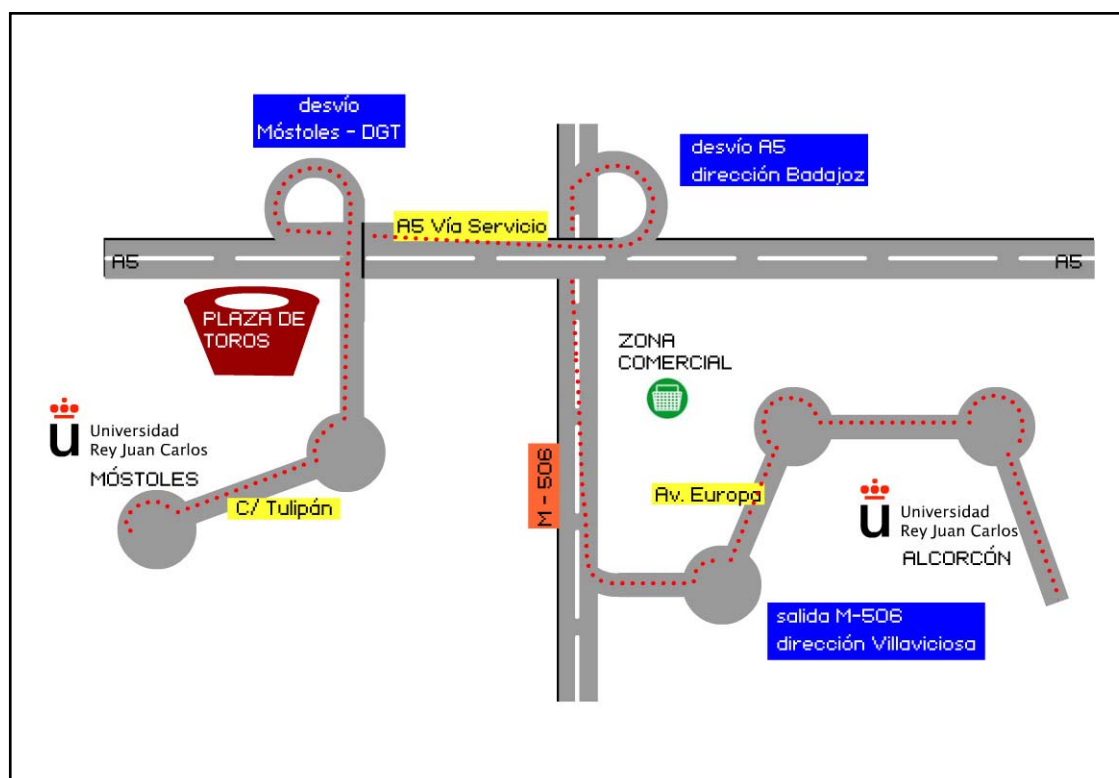 desvío
Móstoles - DGT
desvío A5
dirección Badajoz
A5 Vía Servicio
A5
A5
PLAZA DE
TOROS
ZONA
COMERCIAL
u Universidad
Rey Juan Carlos
MÓSTOLES
C/ Tulipán
M - 506
Av. Europa
u Universidad
Rey Juan Carlos
ALCORCÓN
salida M-506
dirección Villaviciosa